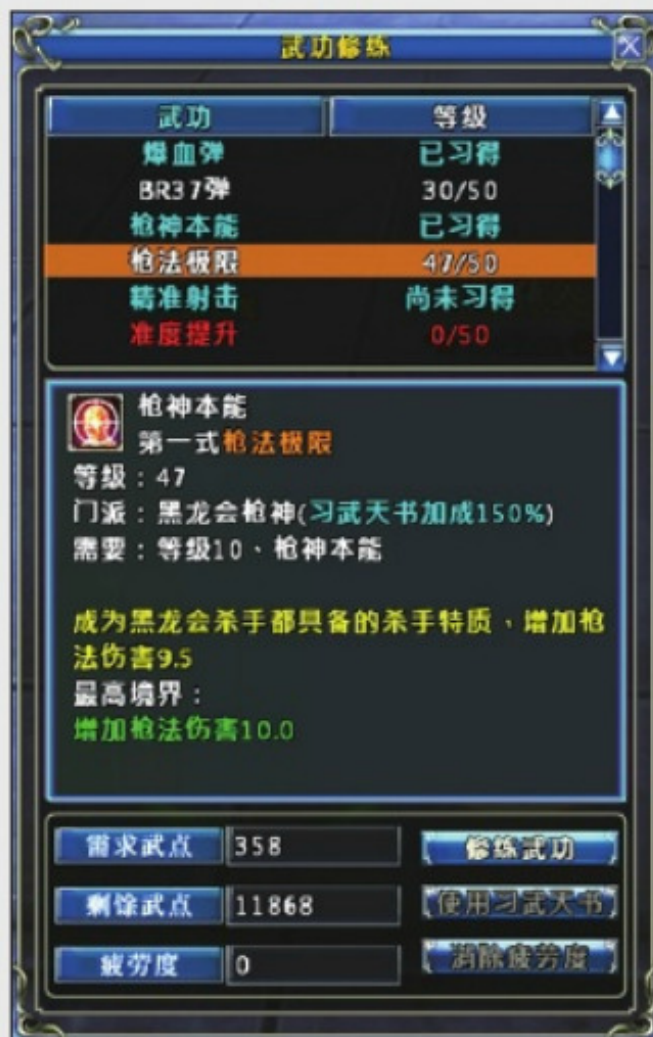 武功修练
武功 等级
爆血弹 已习得
BR37弹 30/50
枪神本能 已习得
枪法极限 47/50
精准射击 尚未习得
准度提升 0/50
枪神本能
第一式枪法极限
等级：47
门派：黑龙会枪神(习武天书加成150%)
需要：等级10、枪神本能
成为黑龙会杀手都具备的杀手特质，增加枪
法伤害9.5
最高境界：
增加枪法伤害10.0
需求武点 358 修练武功
剩馀武点 11868 使用习武天书
疲劳度 0 消除疲劳度